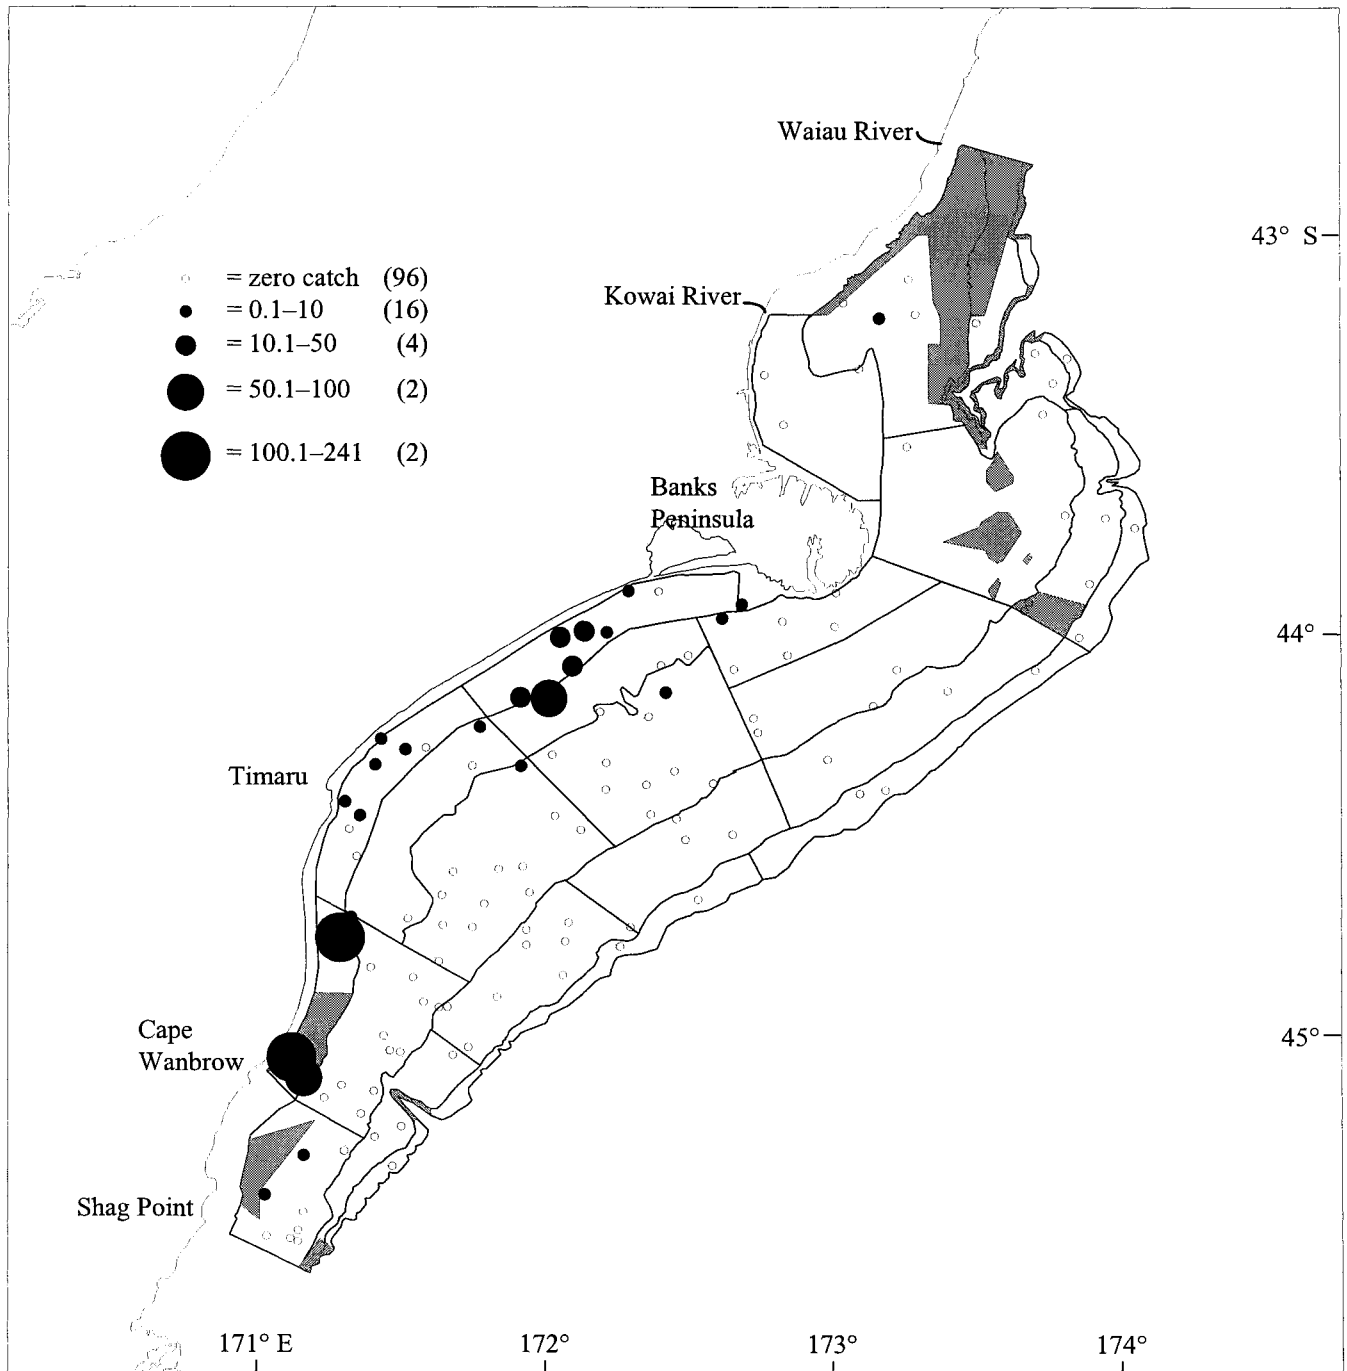 Waiau River
43° S
= zero catch (96)
= 0.1–10 (16)
= 10.1–50 (4)
= 50.1–100 (2)
= 100.1–241 (2)
Kowai River
Banks
Peninsula
44°
Timaru
Cape
Wanbrow
45°
Shag Point
171° E 172° 173° 174°